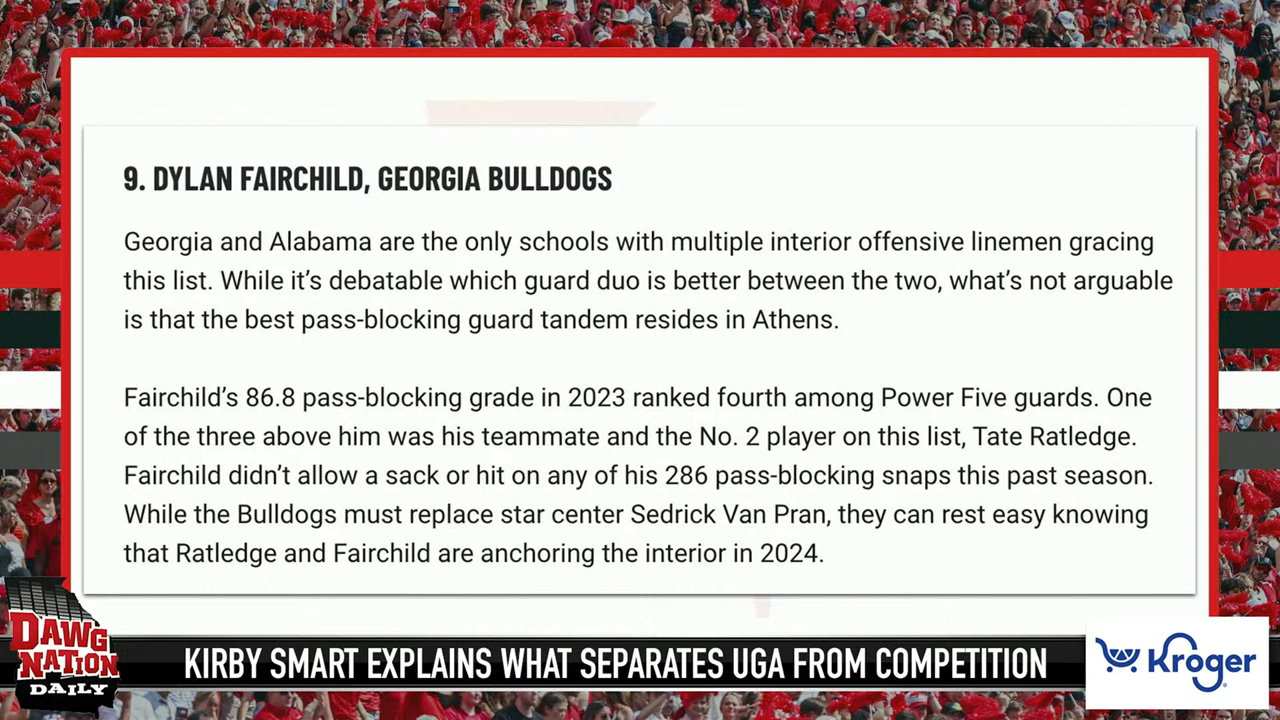 9. DYLAN FAIRCHILD, GEORGIA BULLDOGS
Georgia and Alabama are the only schools with multiple interior offensive linemen gracing
this list. While it’s debatable which guard duo is better between the two, what’s not arguable
is that the best pass-blocking guard tandem resides in Athens.
Fairchild’s 86.8 pass-blocking grade in 2023 ranked fourth among Power Five guards. One
of the three above him was his teammate and the No. 2 player on this list, Tate Ratledge.
Fairchild didn’t allow a sack or hit on any of his 286 pass-blocking snaps this past season.
While the Bulldogs must replace star center Sedrick Van Pran, they can rest easy knowing
that Ratledge and Fairchild are anchoring the interior in 2024.
DAWG
NATION
DAILY
KIRBY SMART EXPLAINS WHAT SEPARATES UGA FROM COMPETITION
Kroger